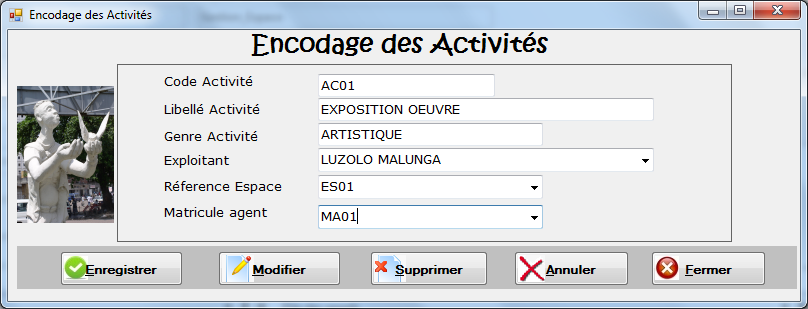 Encodage des Activités
Encodage des Activités
Code Activité AC01
Libellé Activité EXPOSITION OEUVRE
Genre Activité ARTISTIQUE
Exploitant LUZOLO MALUNGA
Réference Espace ES01
Matricule agent MA01
Enregistrer Modifier Supprimer Annuler Fermer